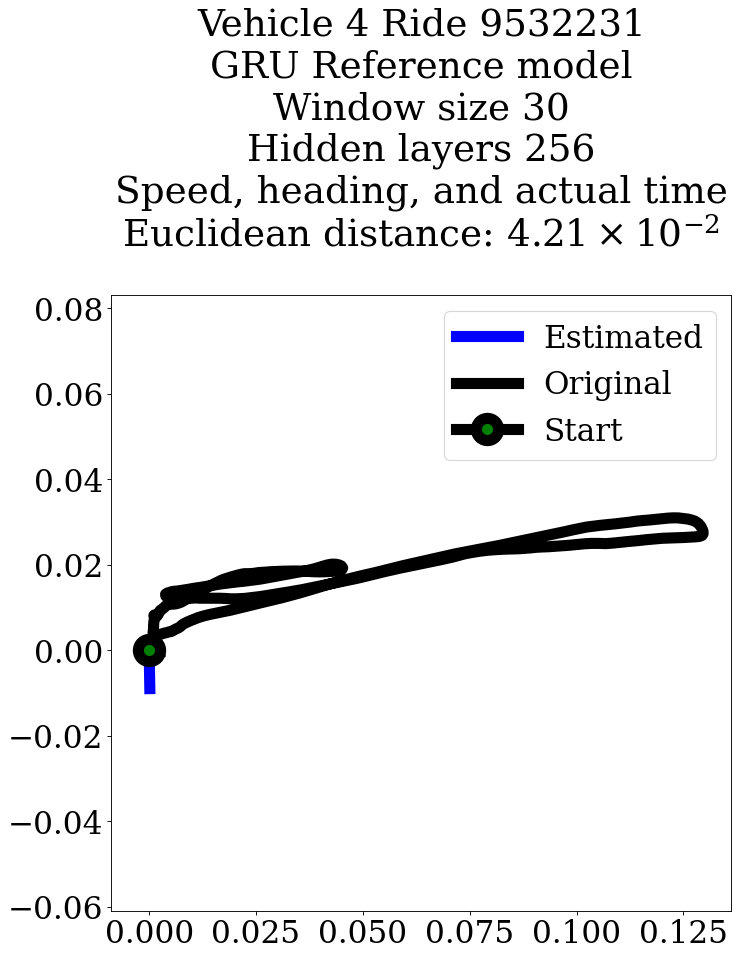 Vehicle 4 Ride 9532231
GRU Reference model
Window size 30
Hidden layers 256
Speed, heading, and actual time
Euclidean distance: 4.21 × 10⁻²
Estimated
Original
Start
0.08
0.06
0.04
0.02
0.00
−0.02
−0.04
−0.06
0.000 0.025 0.050 0.075 0.100 0.125